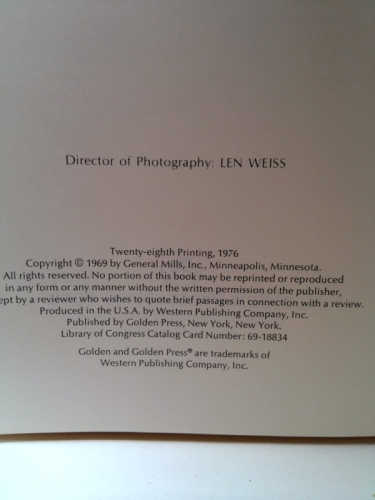 Director of Photography: LEN WEISS
Twenty-eighth Printing, 1976
Copyright © 1969 by General Mills, Inc., Minneapolis, Minnesota.
All rights reserved. No portion of this book may be reprinted or reproduced
in any form or any manner without the written permission of the publisher,
ept by a reviewer who wishes to quote brief passages in connection with a review.
Produced in the U.S.A. by Western Publishing Company, Inc.
Published by Golden Press, New York, New York.
Library of Congress Catalog Card Number: 69-18834
Golden and Golden Press® are trademarks of
Western Publishing Company, Inc.